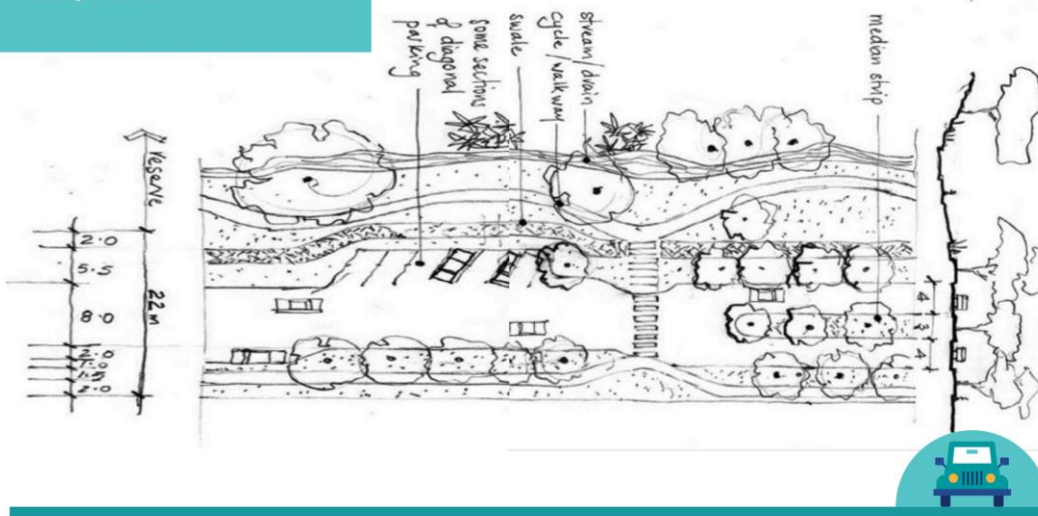 some sections
of diagonal
parking
swale
cycle/walkway
stream/drain
median strip
reserve
22m
2.0
5.5
8.0
2.0
2.0
4
3
4